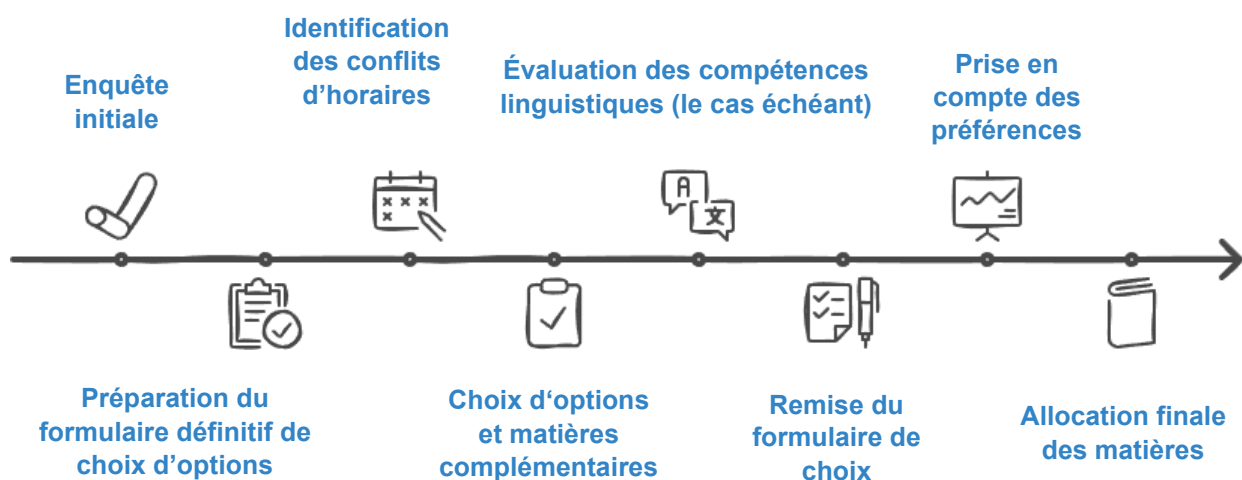 Enquête
initiale
Préparation du
formulaire définitif de
choix d'options
Identification
des conflits
d'horaires
Choix d‘options
et matières
complémentaires
Évaluation des compétences
linguistiques (le cas échéant)
A
文
Remise du
formulaire de
choix
Prise en
compte des
préférences
Allocation finale
des matières